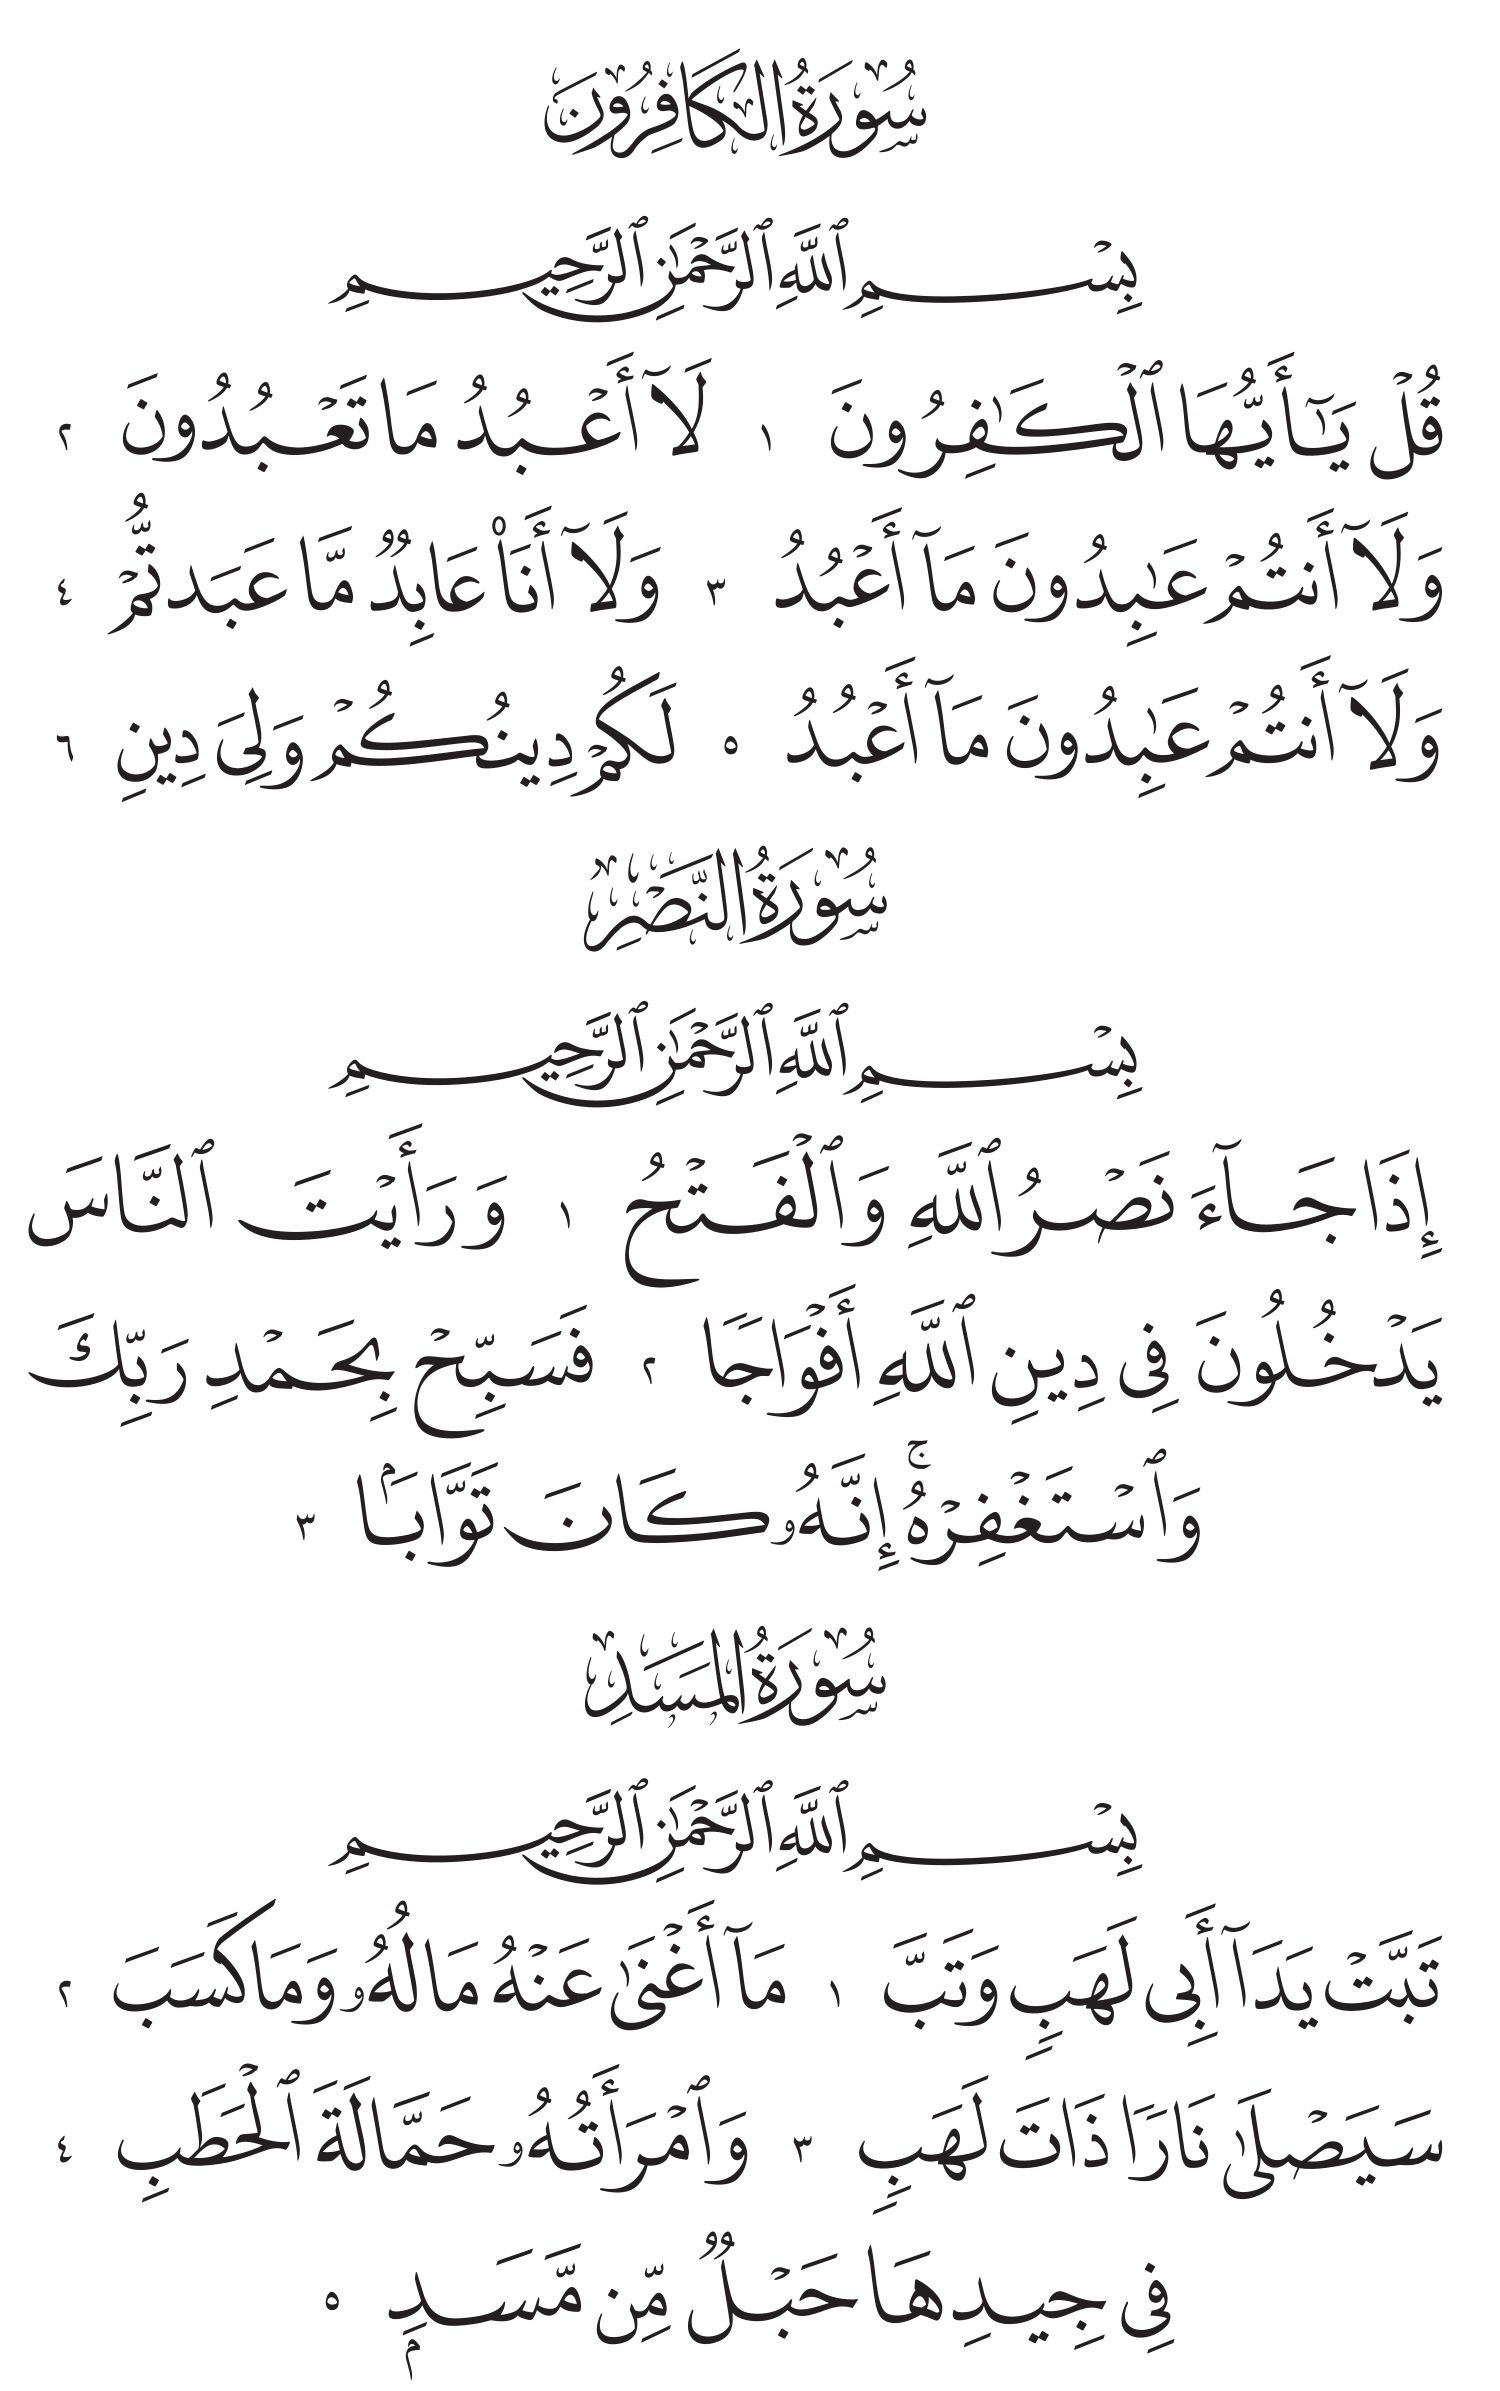 سُورَةُ الكَافِرُون
بِسْمِ ٱللَّهِ ٱلرَّحْمَٰنِ ٱلرَّحِيمِ
قُلْ يَٰٓأَيُّهَا ٱلْكَٰفِرُونَ ١ لَآ أَعْبُدُ مَا تَعْبُدُونَ ٢
وَلَآ أَنتُمْ عَٰبِدُونَ مَآ أَعْبُدُ ٣ وَلَآ أَنَا۠ عَابِدٌ مَّا عَبَدتُّمْ ٤
وَلَآ أَنتُمْ عَٰبِدُونَ مَآ أَعْبُدُ ٥ لَكُمْ دِينُكُمْ وَلِىَ دِينِ ٦
سُورَةُ النَّصْرِ
بِسْمِ ٱللَّهِ ٱلرَّحْمَٰنِ ٱلرَّحِيمِ
إِذَا جَآءَ نَصْرُ ٱللَّهِ وَٱلْفَتْحُ ١ وَرَأَيْتَ ٱلنَّاسَ
يَدْخُلُونَ فِى دِينِ ٱللَّهِ أَفْوَاجًا ٢ فَسَبِّحْ بِحَمْدِ رَبِّكَ
وَٱسْتَغْفِرْهُ ۚ إِنَّهُۥ كَانَ تَوَّابَۢا ٣
سُورَةُ المَسَدِ
بِسْمِ ٱللَّهِ ٱلرَّحْمَٰنِ ٱلرَّحِيمِ
تَبَّتْ يَدَآ أَبِى لَهَبٍ وَتَبَّ ١ مَآ أَغْنَىٰ عَنْهُ مَالُهُۥ وَمَا كَسَبَ ٢
سَيَصْلَىٰ نَارًا ذَاتَ لَهَبٍ ٣ وَٱمْرَأَتُهُۥ حَمَّالَةَ ٱلْحَطَبِ ٤
فِى جِيدِهَا حَبْلٌ مِّن مَّسَدِۭ ٥